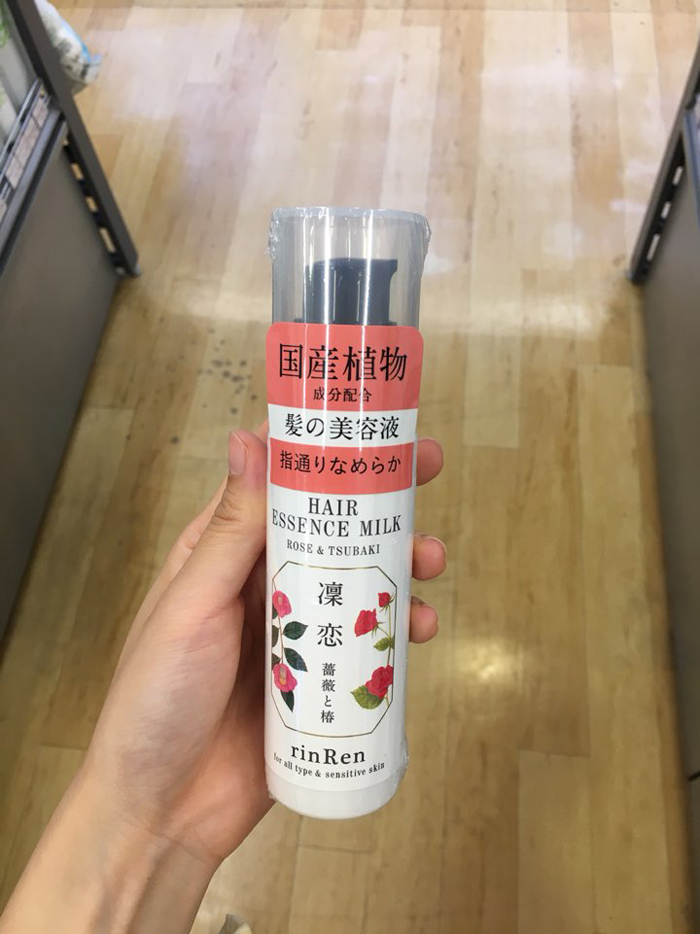 国産植物
成分配合
髪の美容液
指通りなめらか
HAIR
ESSENCE MILK
ROSE & TSUBAKI
凜恋
薔薇と椿
rinRen
for all type & sensitive skin